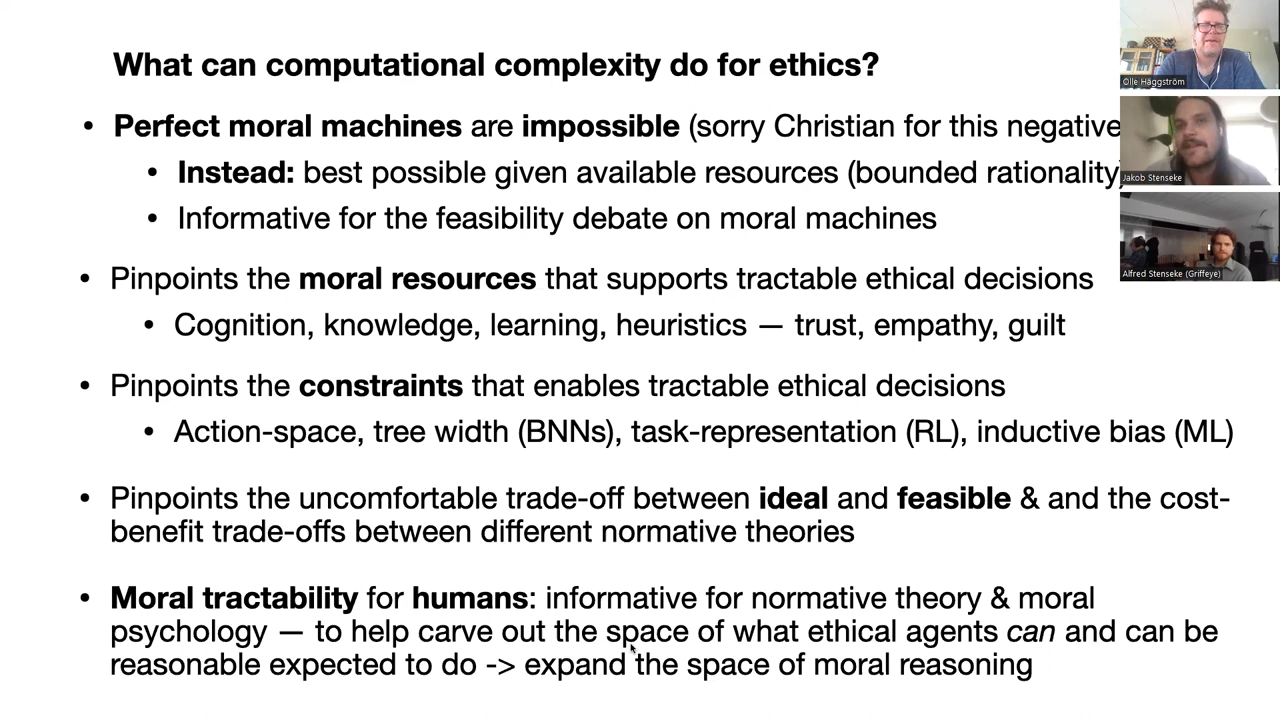 What can computational complexity do for ethics?
• Perfect moral machines are impossible (sorry Christian for this negative
• Instead: best possible given available resources (bounded rationality)
• Informative for the feasibility debate on moral machines
• Pinpoints the moral resources that supports tractable ethical decisions
• Cognition, knowledge, learning, heuristics — trust, empathy, guilt
• Pinpoints the constraints that enables tractable ethical decisions
• Action-space, tree width (BNNs), task-representation (RL), inductive bias (ML)
• Pinpoints the uncomfortable trade-off between ideal and feasible & and the cost-
benefit trade-offs between different normative theories
• Moral tractability for humans: informative for normative theory & moral
psychology — to help carve out the space of what ethical agents can and can be
reasonable expected to do -> expand the space of moral reasoning
Olle Häggström
Jakob Stenseke
Alfred Stenseke (Griffeye)